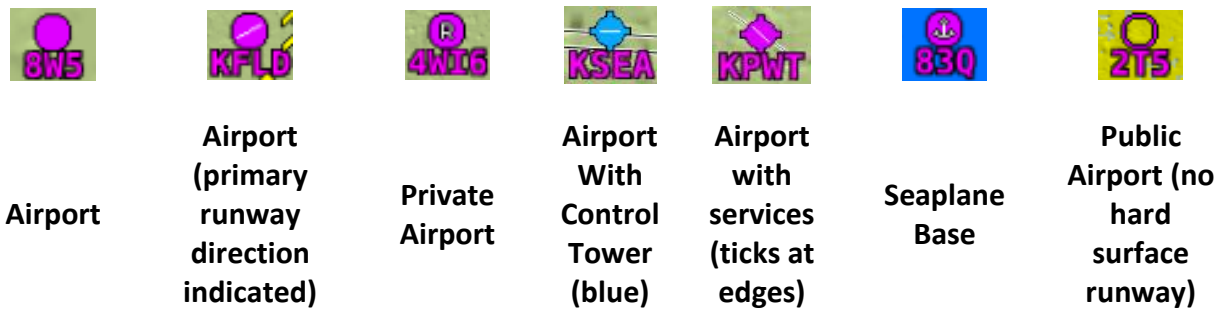 8W5
KFLD
R
4WI6
KSEA
KPWT
83Q
2T5
Airport
Airport
(primary
runway
direction
indicated)
Private
Airport
Airport
With
Control
Tower
(blue)
Airport
with
services
(ticks at
edges)
Seaplane
Base
Public
Airport (no
hard
surface
runway)